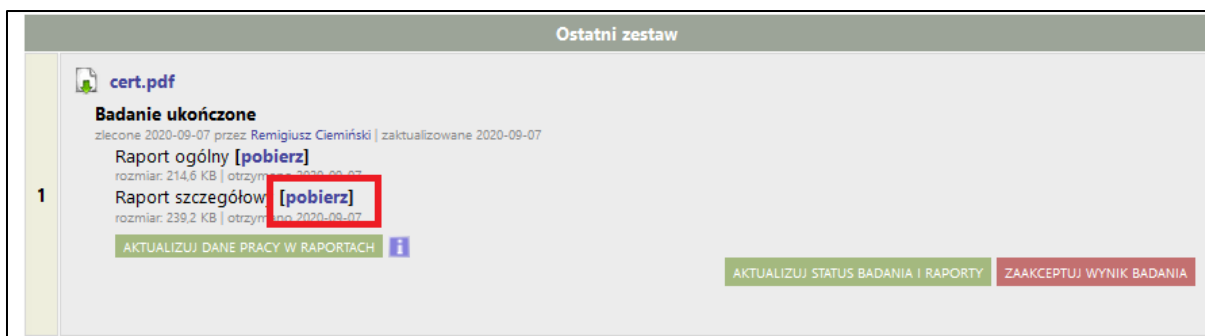 Ostatni zestaw
1
cert.pdf
Badanie ukończone
zlecone 2020-09-07 przez Remigiusz Ciemiński | zaktualizowane 2020-09-07
Raport ogólny [pobierz]
rozmiar: 214,6 KB | otrzymano 2020-09-07
Raport szczegółowy [pobierz]
rozmiar: 239,2 KB | otrzymano 2020-09-07
AKTUALIZUJ DANE PRACY W RAPORTACH i
AKTUALIZUJ STATUS BADANIA I RAPORTY ZAAKCEPTUJ WYNIK BADANIA